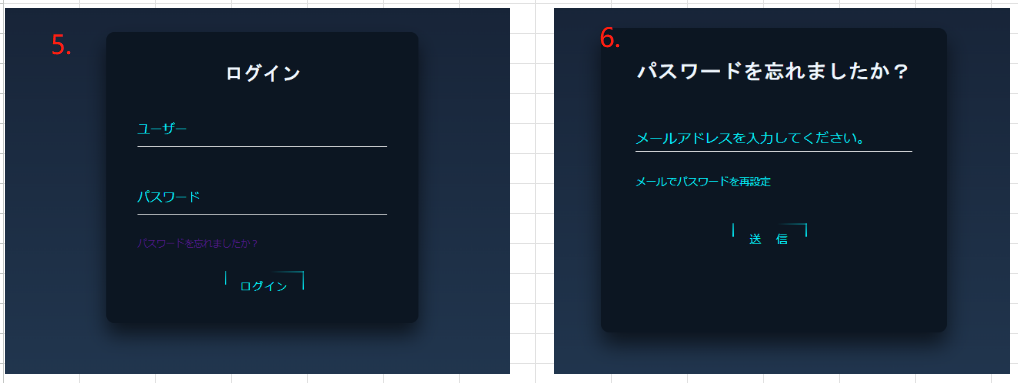 5.
ログイン
ユーザー
パスワード
パスワードを忘れましたか？
ログイン
6.
パスワードを忘れましたか？
メールアドレスを入力してください。
メールでパスワードを再設定
送　信